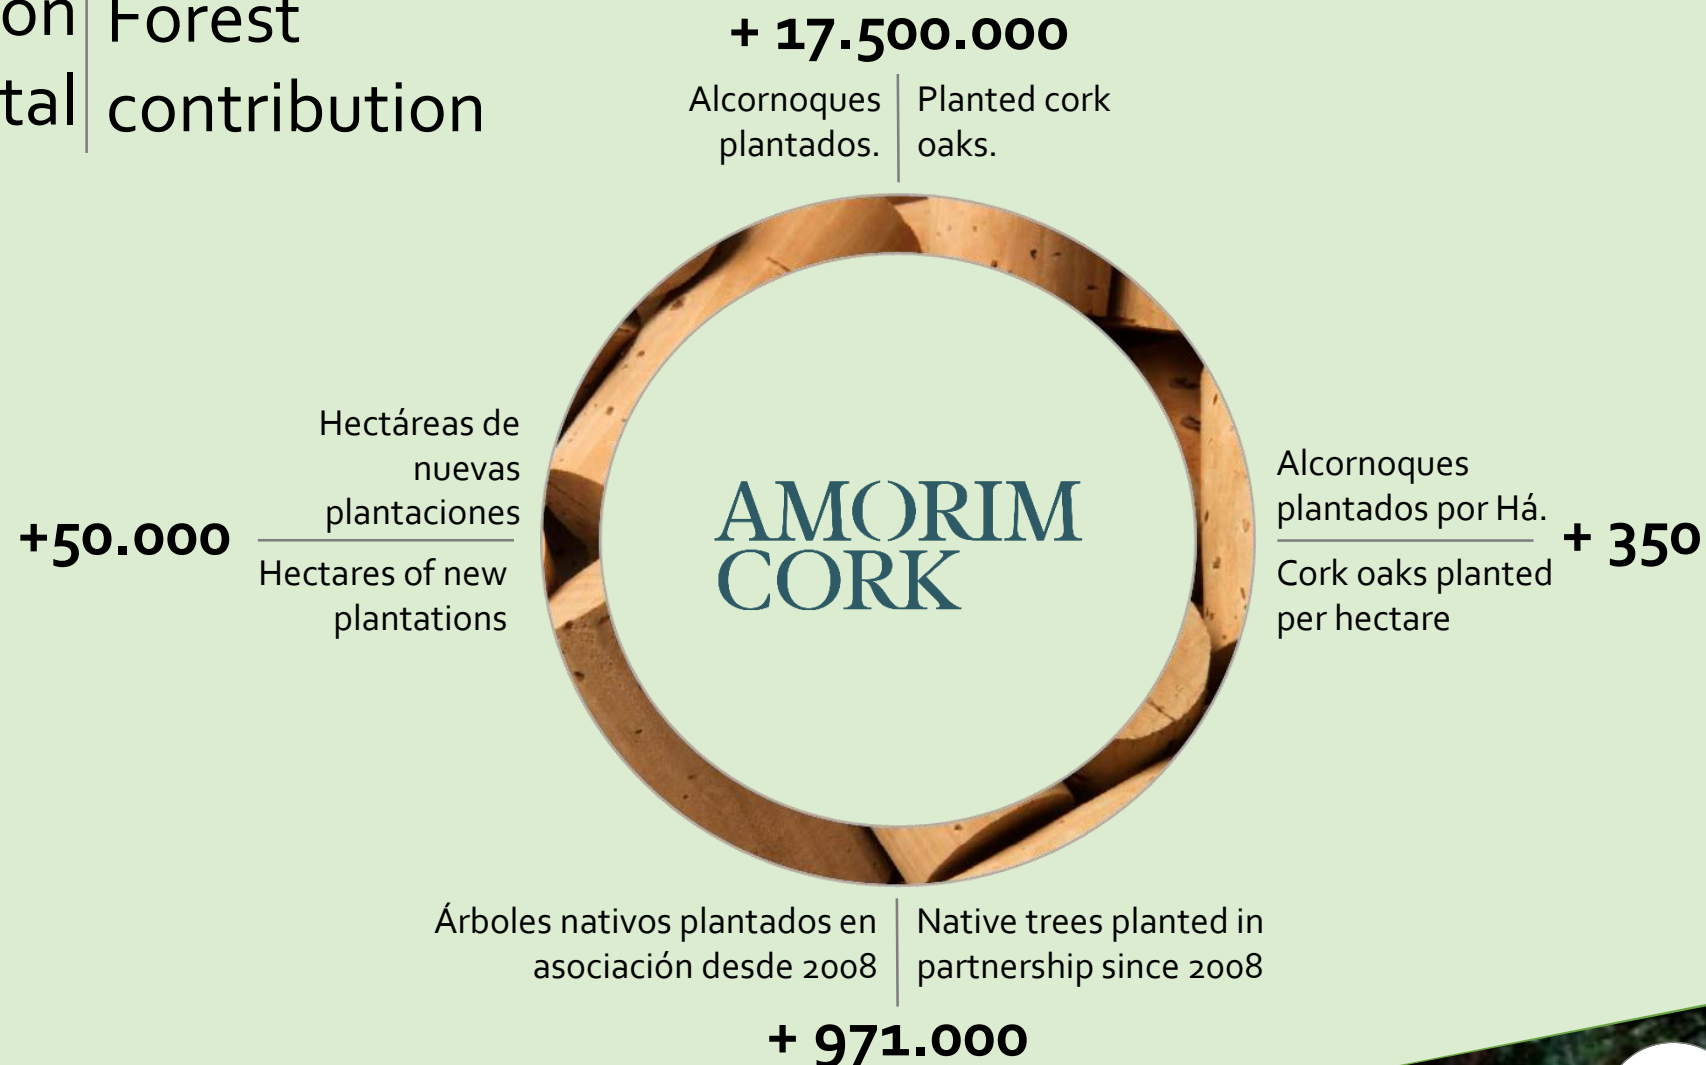 Forest
contribution
+ 17.500.000
Alcornoques
plantados.
Planted cork
oaks.
Hectáreas de
nuevas
plantaciones
+50.000
Hectares of new
plantations
AMORIM
CORK
Alcornoques
plantados por Há.
+ 350
Cork oaks planted
per hectare
Árboles nativos plantados en
asociación desde 2008
Native trees planted in
partnership since 2008
+ 971.000